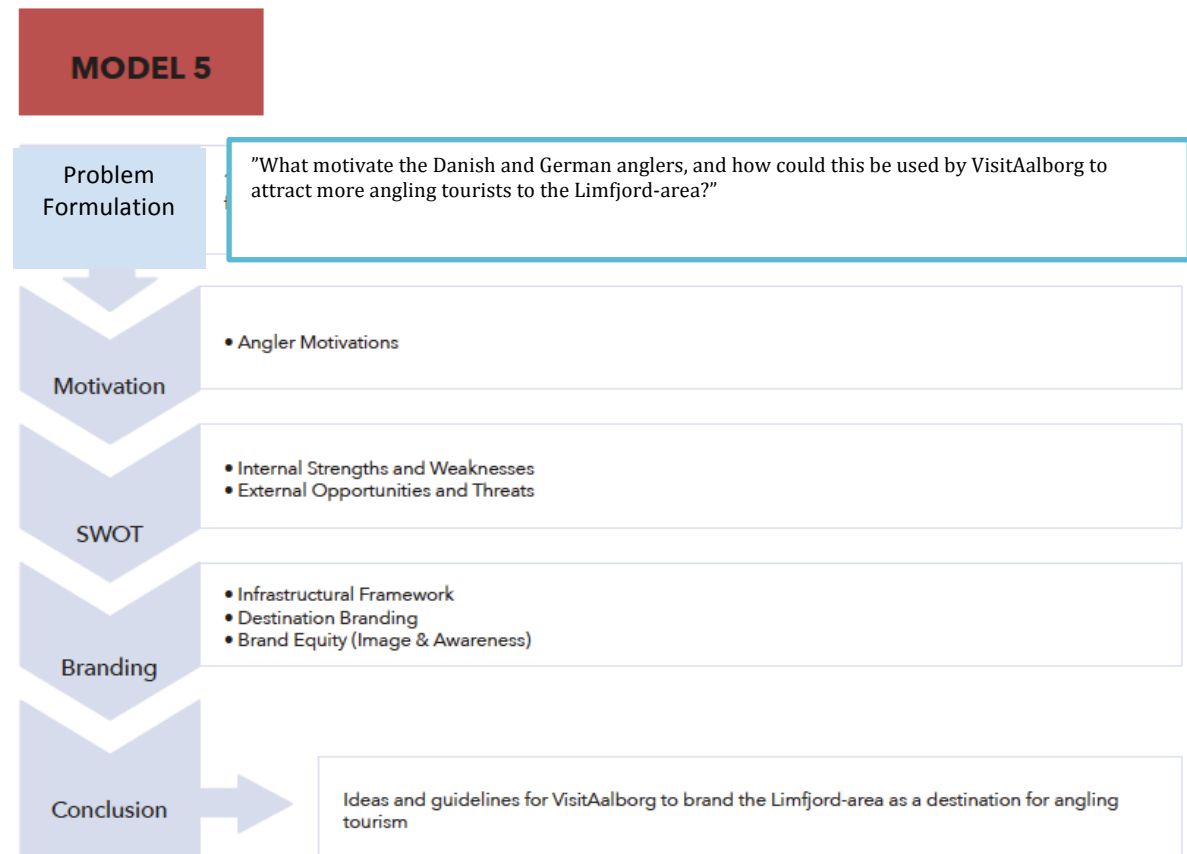 MODEL 5
Problem
Formulation
”What motivate the Danish and German anglers, and how could this be used by VisitAalborg to
attract more angling tourists to the Limfjord-area?”
Motivation
• Angler Motivations
SWOT
• Internal Strengths and Weaknesses
• External Opportunities and Threats
Branding
• Infrastructural Framework
• Destination Branding
• Brand Equity (Image & Awareness)
Conclusion
Ideas and guidelines for VisitAalborg to brand the Limfjord-area as a destination for angling
tourism